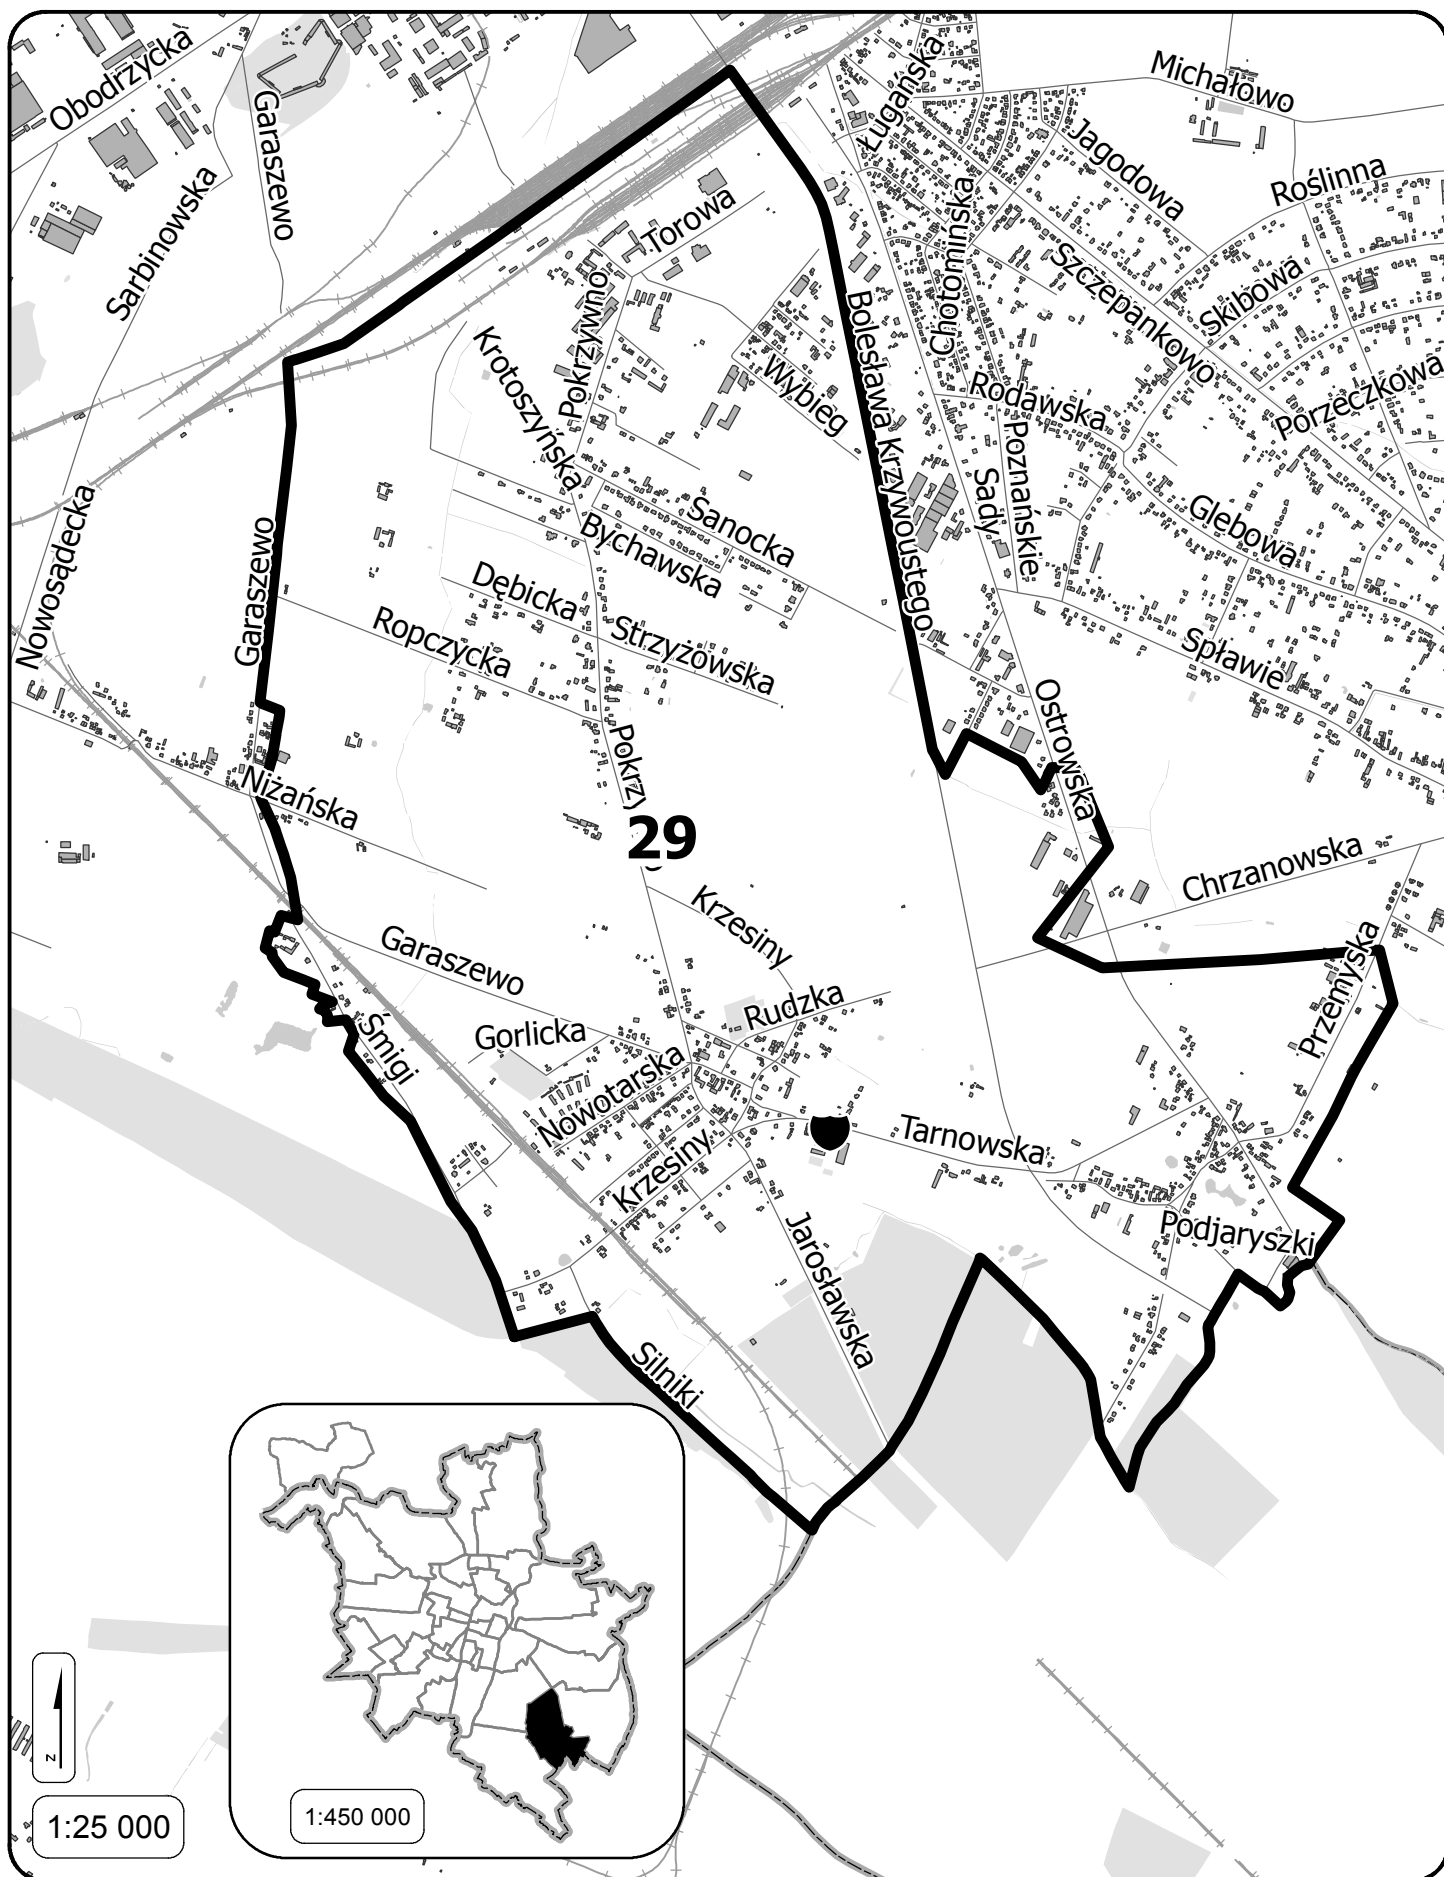 Obodrzycka
Garaszewo
Sarbinowska
Ługańska
Michałowo
Jagodowa
Roślinna
Torowa
Chotomińska
Szczepankowo
Skibowa
Pokrzywno
Krotoszyńska
Wybieg
Bolesława Krzywoustego
Rodawska
Porzeczkowa
Nowosądecka
Garaszewo
Sady
Poznańskie
Głębowa
Sanocka
Bychawska
Dębicka
Ropczycka
Strzyżowska
Spławie
Ostrowska
Pokrzy
Niżańska
29
Chrzanowska
Krzesiny
Garaszewo
Przemyska
Rudzka
Gorlicka
Śmigi
Nowotarska
Tarnowska
Krzesiny
Podjaryszki
Jarosławska
Silniki
N
1:25 000
1:450 000